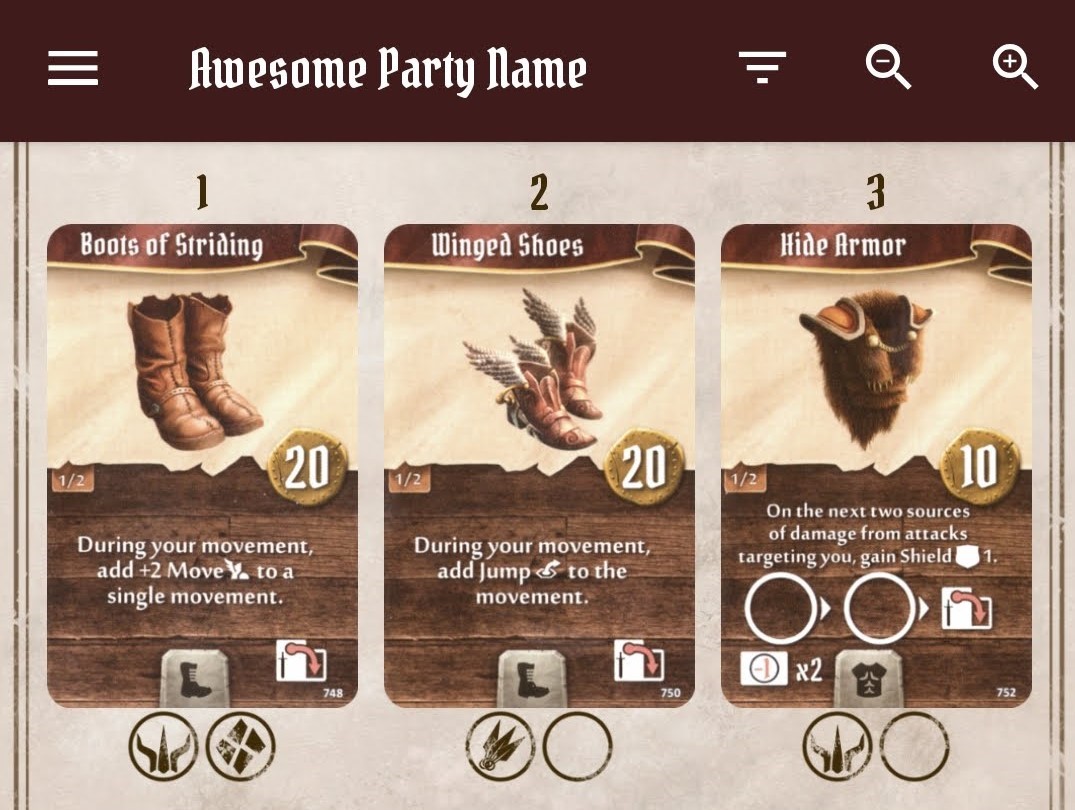 Awesome Party Name
1
2
3
Boots of Striding
20
1/2
During your movement,
add +2 Move to a
single movement.
748
Winged Shoes
20
1/2
During your movement,
add Jump to the
movement.
750
Hide Armor
10
1/2
On the next two sources
of damage from attacks
targeting you, gain Shield 1.
-1 x2
752